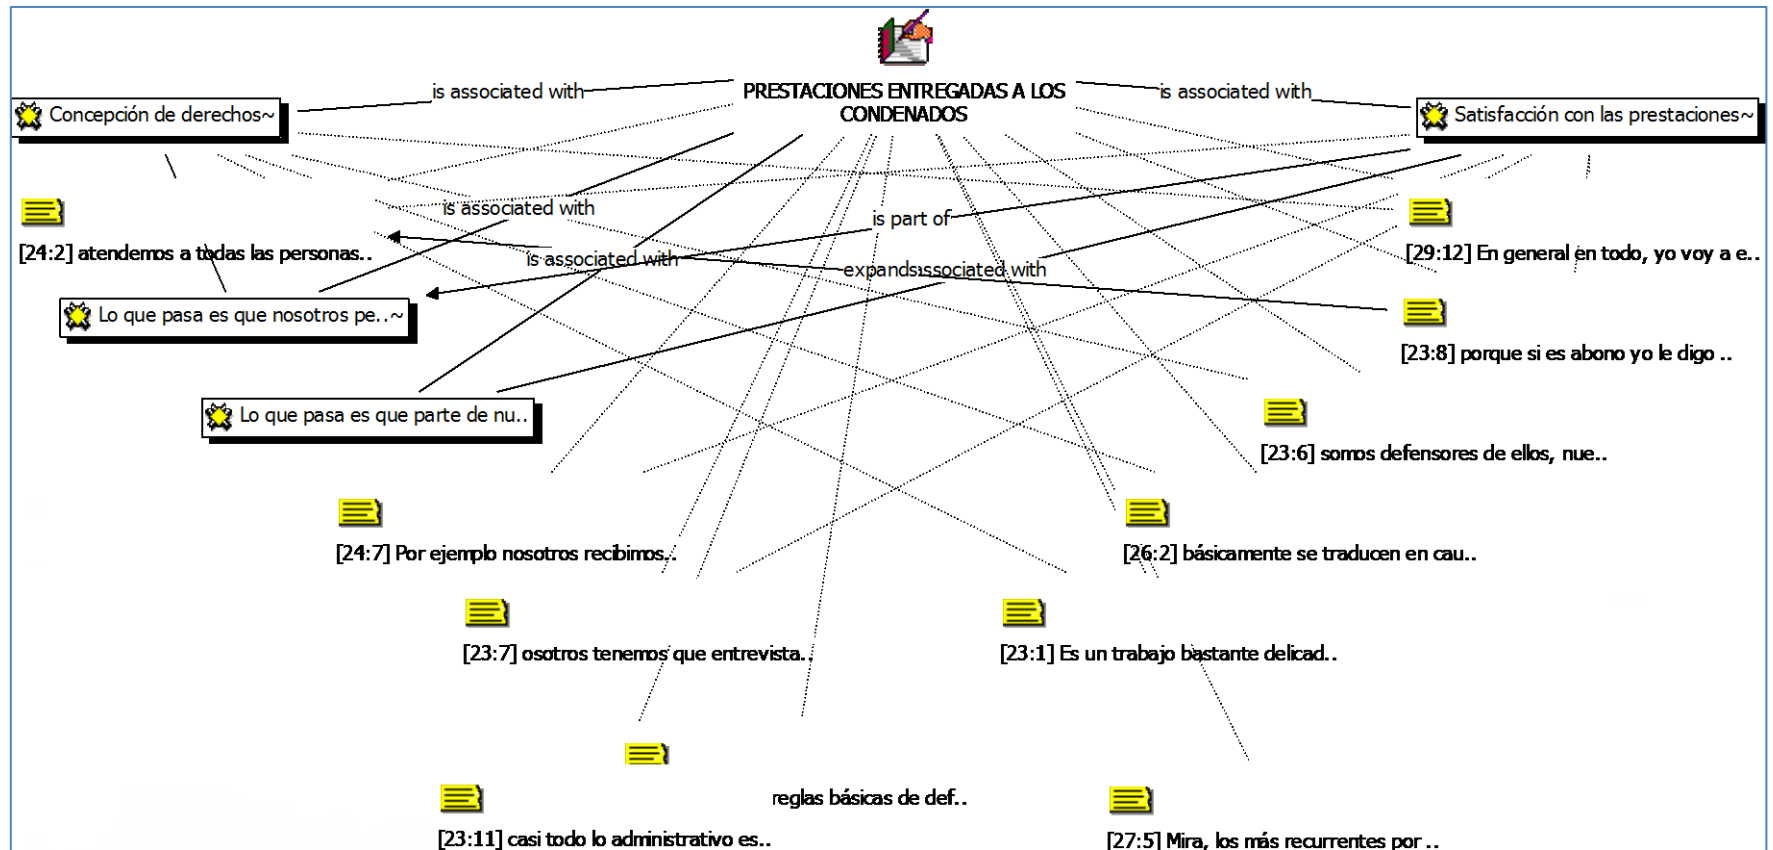 PRESTACIONES ENTREGADAS A LOS
CONDENADOS
is associated with
is associated with
Concepción de derechos~
Satisfacción con las prestaciones~
is associated with
is part of
[24:2] atendemos a todas las personas..
[29:12] En general en todo, yo voy a e..
is associated with
expands
associated with
Lo que pasa es que nosotros pe..~
[23:8] porque si es abono yo le digo ..
Lo que pasa es que parte de nu..
[23:6] somos defensores de ellos, nue..
[24:7] Por ejemplo nosotros recibimos..
[26:2] básicamente se traducen en cau..
[23:7] osotros tenemos que entrevista..
[23:1] Es un trabajo bastante delicad..
reglas básicas de def..
[23:11] casi todo lo administrativo es..
[27:5] Mira, los más recurrentes por ..